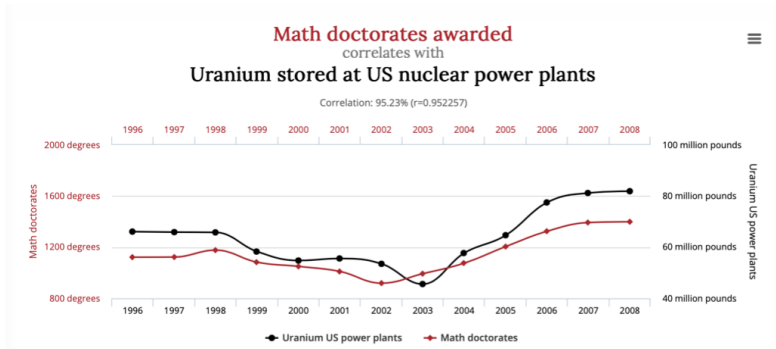 Math doctorates awarded
correlates with
Uranium stored at US nuclear power plants
Correlation: 95.23% (r=0.952257)
1996 1997 1998 1999 2000 2001 2002 2003 2004 2005 2006 2007 2008
2000 degrees 100 million pounds
1600 degrees 80 million pounds
1200 degrees 60 million pounds
800 degrees 40 million pounds
Math doctorates
Uranium US power plants
1996 1997 1998 1999 2000 2001 2002 2003 2004 2005 2006 2007 2008
Uranium US power plants Math doctorates